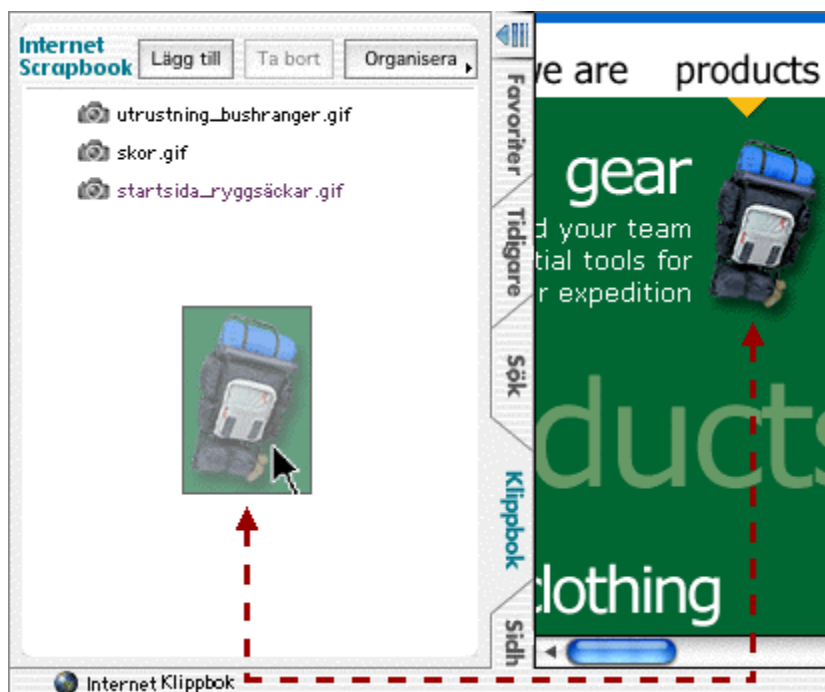 Internet
Scrapbook
Lägg till
Ta bort
Organisera
utrustning_bushranger.gif
skor.gif
startsida_ryggsäckar.gif
Favoriter
Tidigare
Sök
Klippbok
Sidh
Internet Klippbok
we are products
gear
d your team
tial tools for
r expedition
ducts
clothing